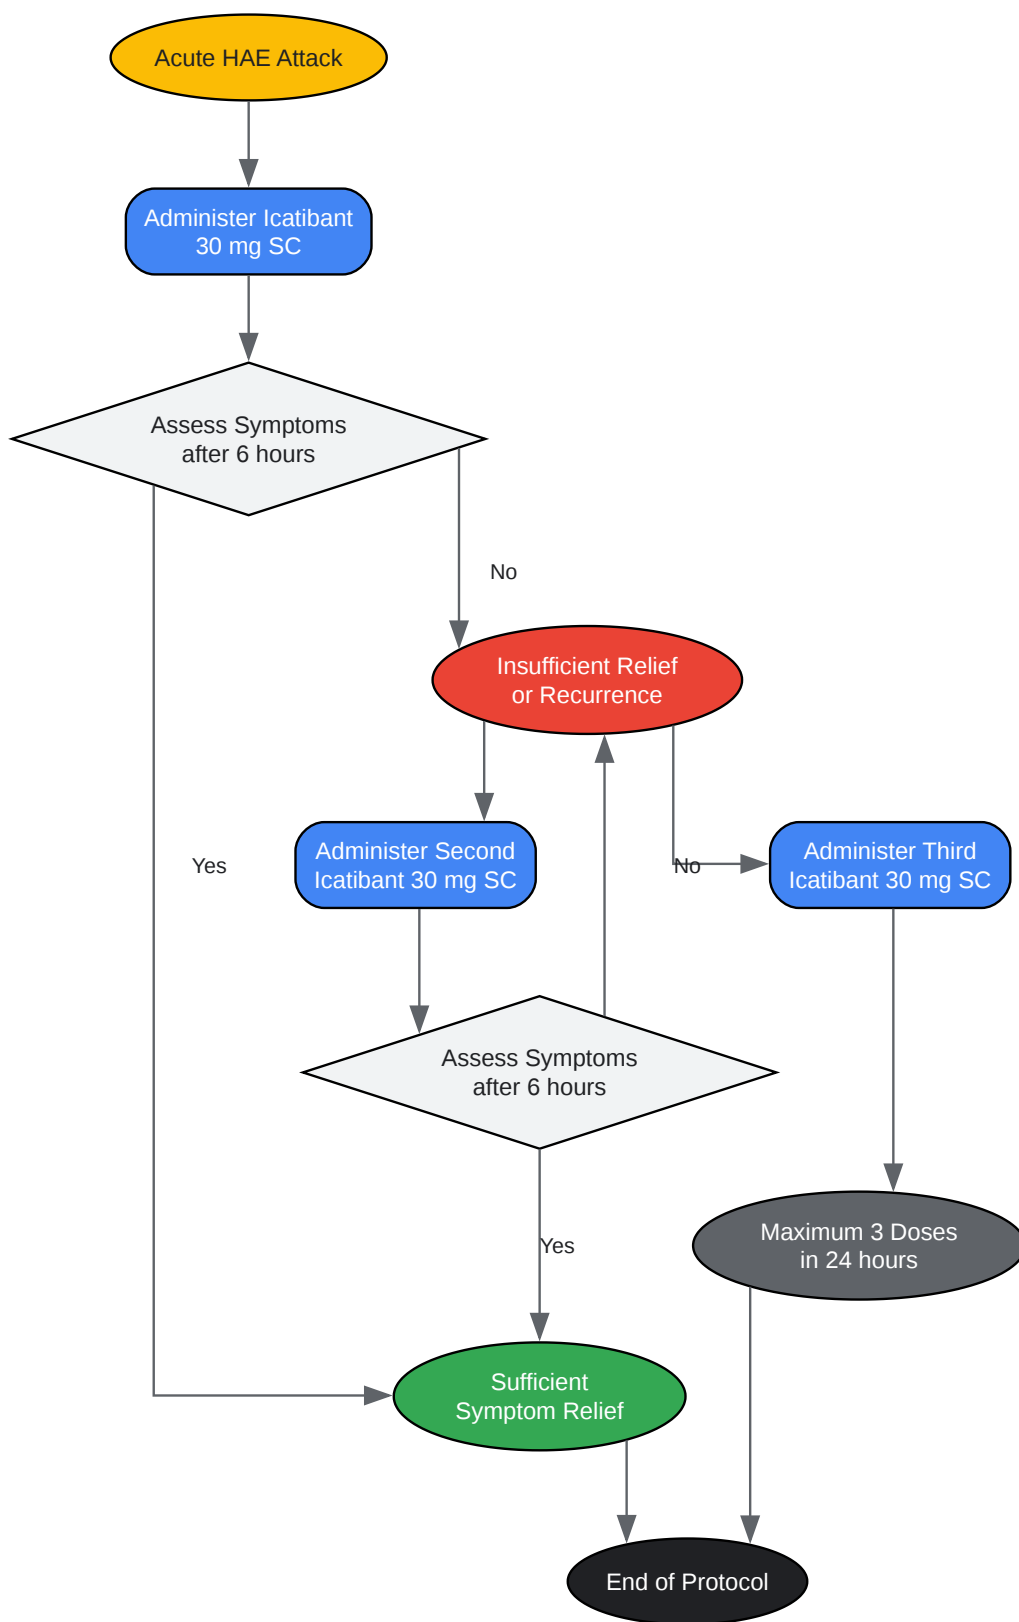 Acute HAE Attack
Administer Icatibant
30 mg SC
Assess Symptoms
after 6 hours
No
Insufficient Relief
or Recurrence
Yes
Administer Second
Icatibant 30 mg SC
No
Administer Third
Icatibant 30 mg SC
Assess Symptoms
after 6 hours
Yes
Maximum 3 Doses
in 24 hours
Sufficient
Symptom Relief
End of Protocol